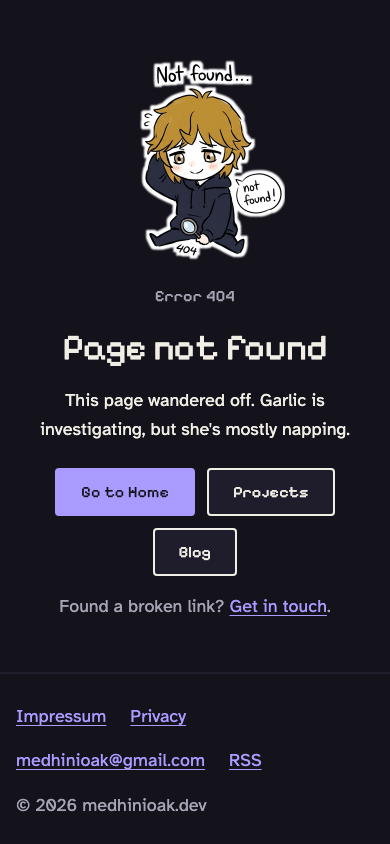 Not found...
not
found!
404
Error 404
Page not found
This page wandered off. Garlic is
investigating, but she's mostly napping.
Go to Home
Projects
Blog
Found a broken link? Get in touch.
Impressum
Privacy
medhinioak@gmail.com
RSS
© 2026 medhinioak.dev